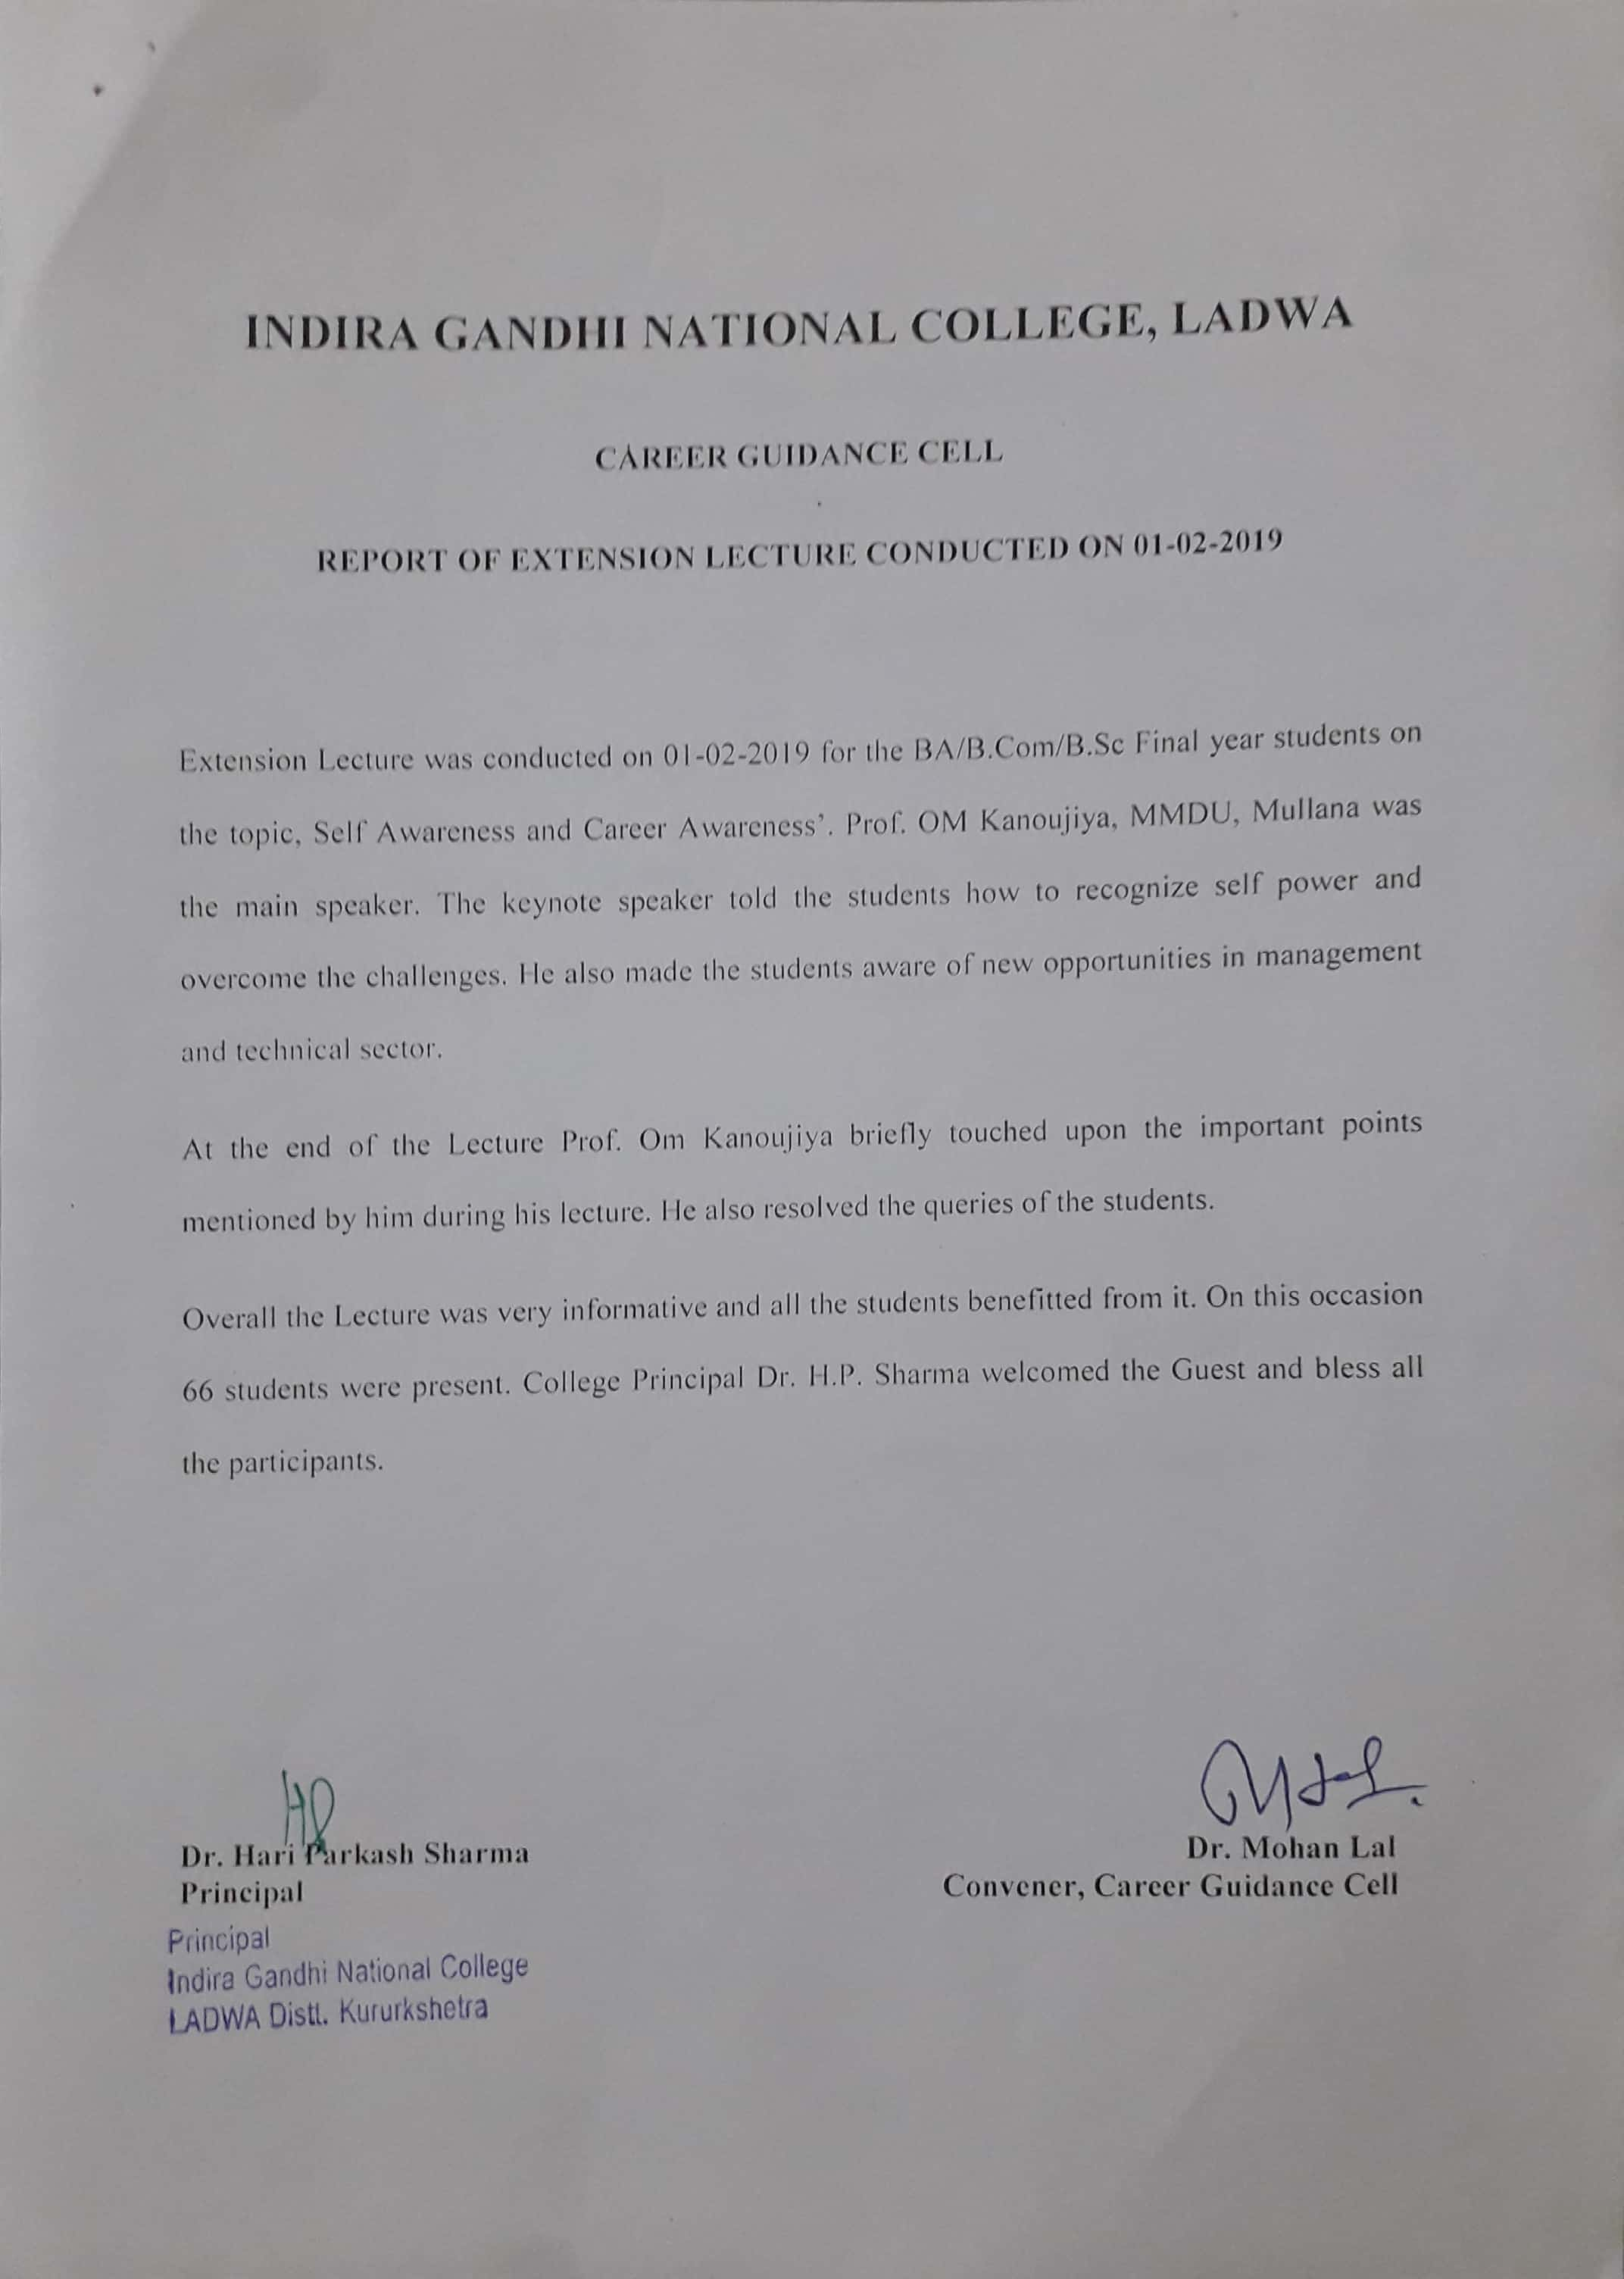 INDIRA GANDHI NATIONAL COLLEGE, LADWA
CAREER GUIDANCE CELL
REPORT OF EXTENSION LECTURE CONDUCTED ON 01-02-2019
Extension Lecture was conducted on 01-02-2019 for the BA/B.Com/B.Sc Final year students on
the topic, Self Awareness and Career Awareness’. Prof. OM Kanoujiya, MMDU, Mullana was
the main speaker. The keynote speaker told the students how to recognize self power and
overcome the challenges. He also made the students aware of new opportunities in management
and technical sector.
At the end of the Lecture Prof. Om Kanoujiya briefly touched upon the important points
mentioned by him during his lecture. He also resolved the queries of the students.
Overall the Lecture was very informative and all the students benefitted from it. On this occasion
66 students were present. College Principal Dr. H.P. Sharma welcomed the Guest and bless all
the participants.
Dr. Hari Parkash Sharma
Principal
Principal
Indira Gandhi National College
LADWA Distt. Kururkshetra
Dr. Mohan Lal
Convener, Career Guidance Cell